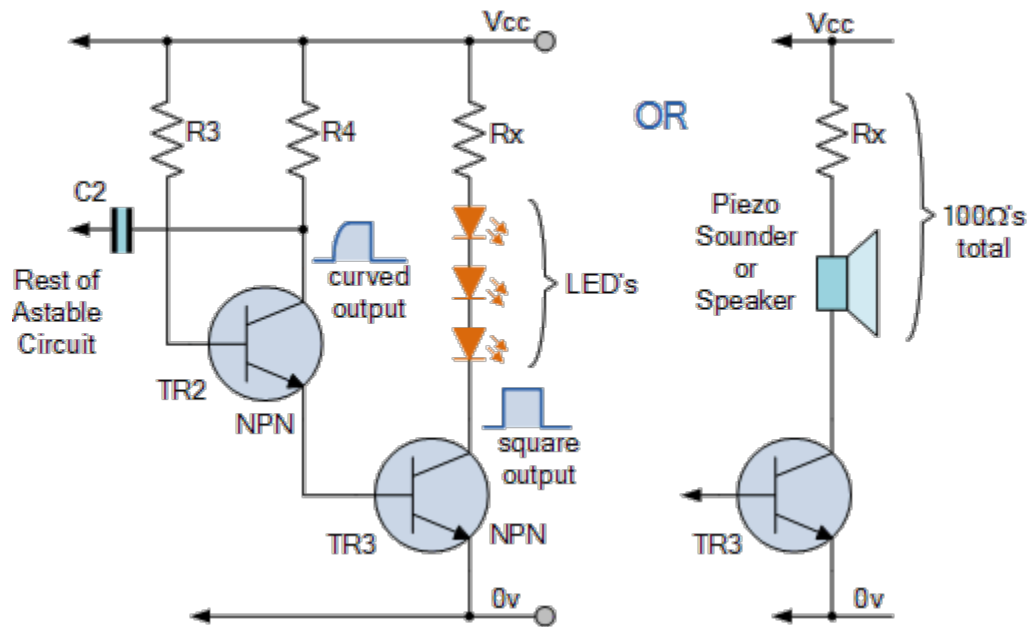 Vcc
R3
R4
Rx
C2
Rest of
Astable
Circuit
curved
output
LED's
TR2
NPN
square
output
TR3
NPN
0v
OR
Vcc
Rx
Piezo
Sounder
or
Speaker
100Ω's
total
TR3
0v